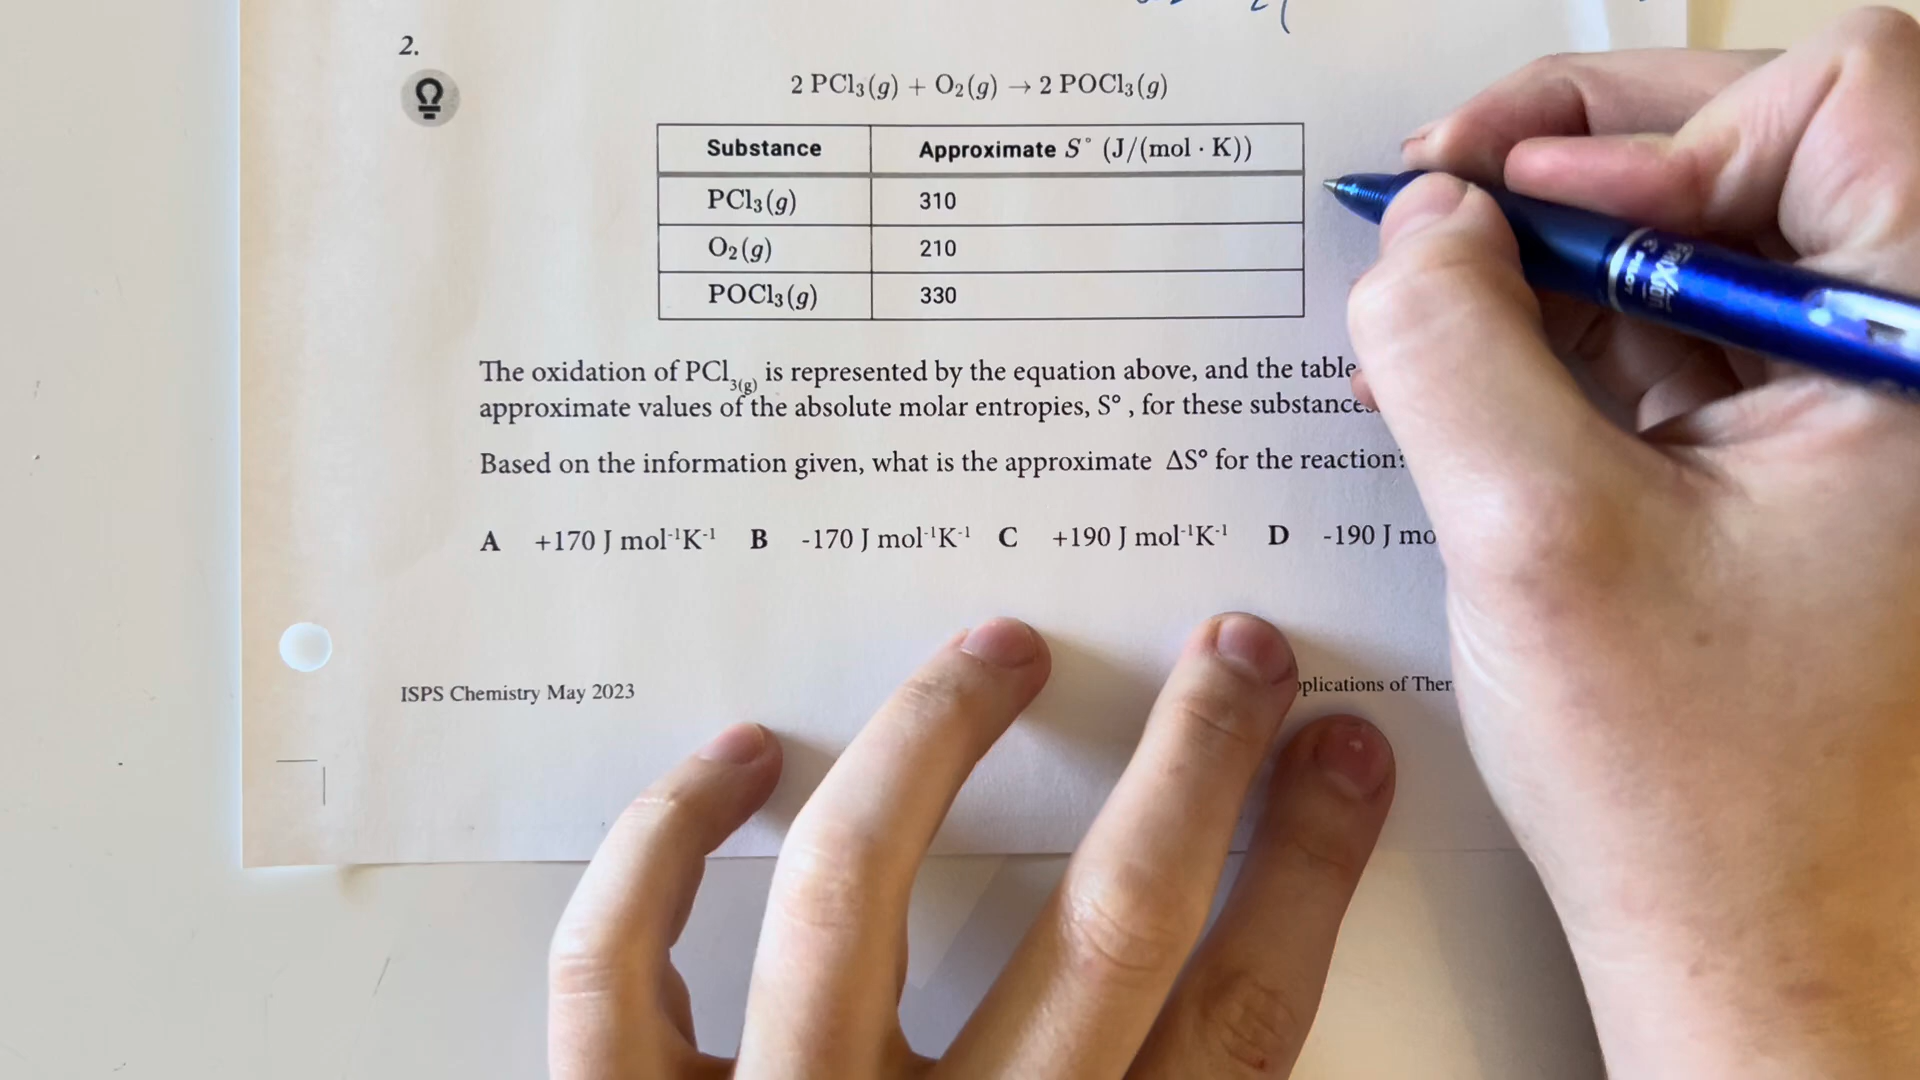 2.
2 PCl₃(g) + O₂(g) → 2 POCl₃(g)
Substance Approximate S° (J/(mol · K))
PCl₃(g) 310
O₂(g) 210
POCl₃(g) 330
The oxidation of PCl₃₍g₎ is represented by the equation above, and the table
approximate values of the absolute molar entropies, S° , for these substances.
Based on the information given, what is the approximate ΔS° for the reaction?
A +170 J mol⁻¹K⁻¹ B -170 J mol⁻¹K⁻¹ C +190 J mol⁻¹K⁻¹ D -190 J mo
ISPS Chemistry May 2023
plications of Ther
PILOT